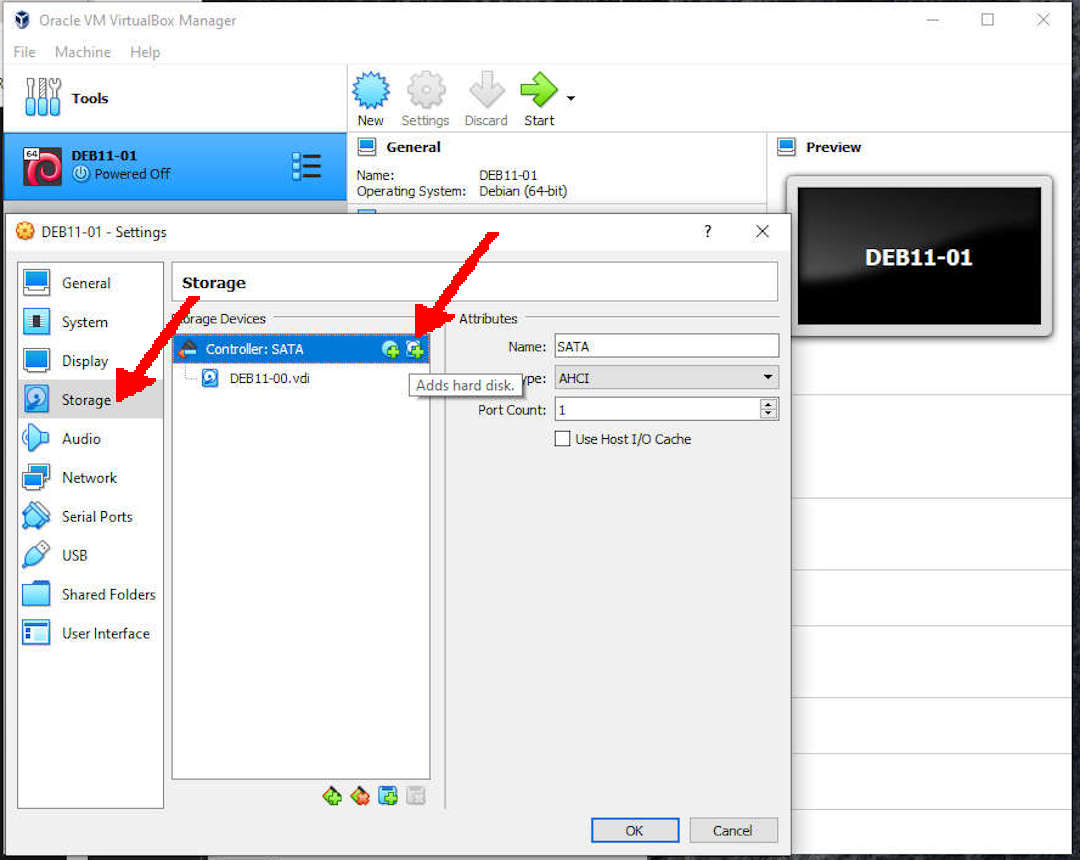 Oracle VM VirtualBox Manager
File Machine Help
Tools
New Settings Discard Start
64
DEB11-01
Powered Off
General
Name: DEB11-01
Operating System: Debian (64-bit)
Preview
DEB11-01
DEB11-01 - Settings
?
General
System
Display
Storage
Audio
Network
Serial Ports
USB
Shared Folders
User Interface
Storage
orage Devices
Controller: SATA
DEB11-00.vdi
Adds hard disk.
Attributes
Name: SATA
ype: AHCI
Port Count: 1
Use Host I/O Cache
OK Cancel